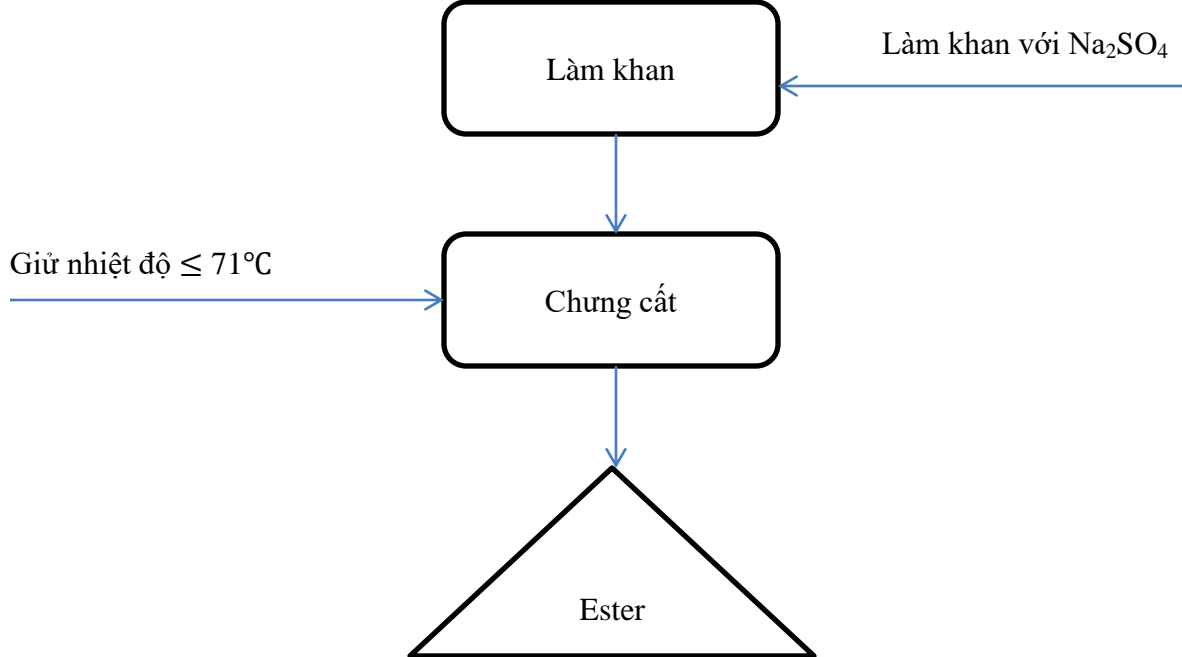 Làm khan với Na₂SO₄
Làm khan
Giử nhiệt độ ≤ 71℃
Chưng cất
Ester